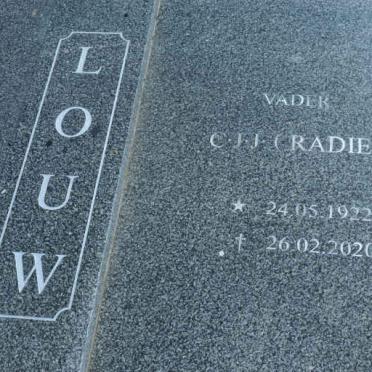 LOUW
VADER
C.J.J. (RADIE
★ 24.05.1922
† 26.02.2020